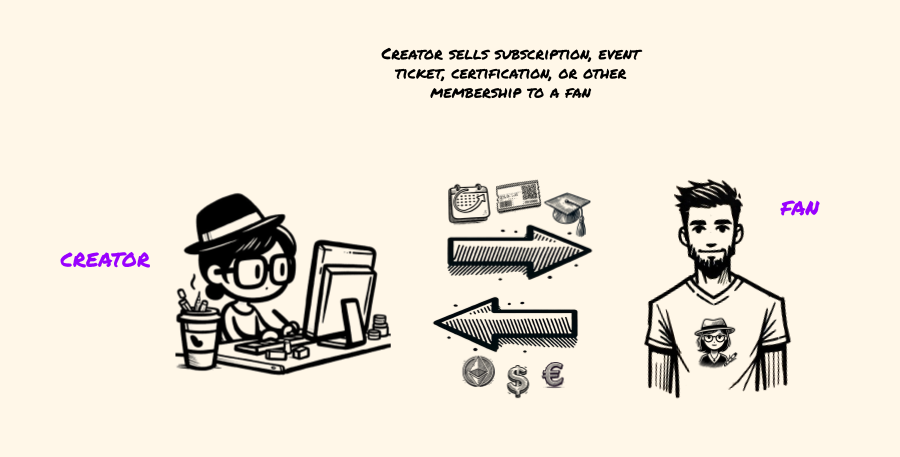 Creator sells subscription, event
ticket, certification, or other
membership to a fan
CREATOR
FAN
$
€